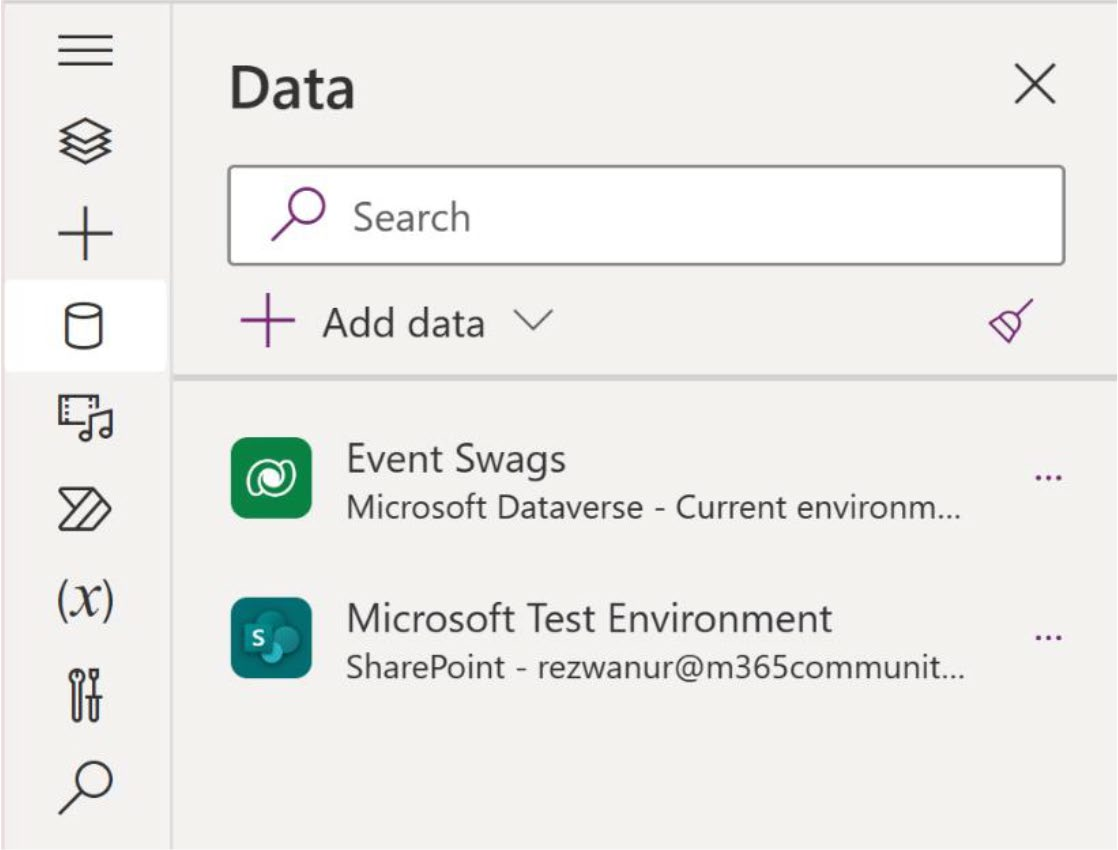 Data
Search
Add data
Event Swags
Microsoft Dataverse - Current environm...
Microsoft Test Environment
S
SharePoint - rezwanur@m365communit...
(x)